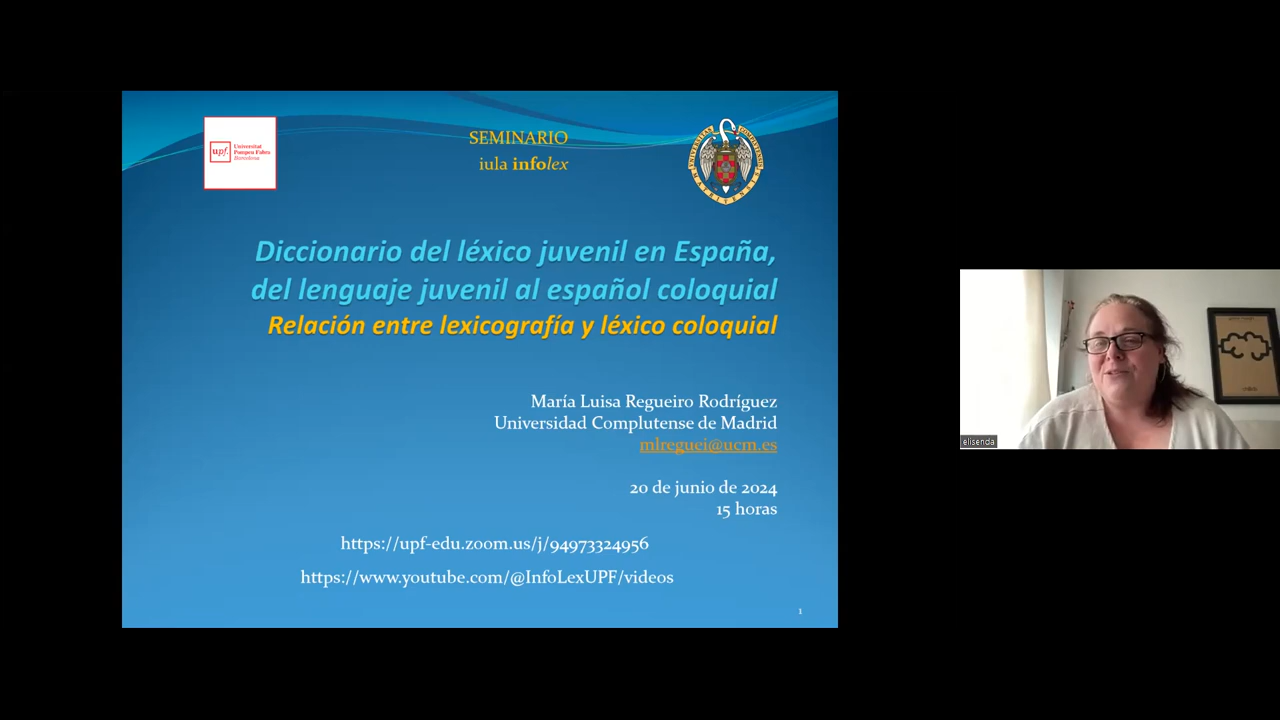 upf. Universitat
Pompeu Fabra
Barcelona
SEMINARIO
iula infolex
Diccionario del léxico juvenil en España,
del lenguaje juvenil al español coloquial
Relación entre lexicografía y léxico coloquial
María Luisa Regueiro Rodríguez
Universidad Complutense de Madrid
mlreguei@ucm.es
20 de junio de 2024
15 horas
https://upf-edu.zoom.us/j/94973324956
https://www.youtube.com/@InfoLexUPF/videos
1
elisenda